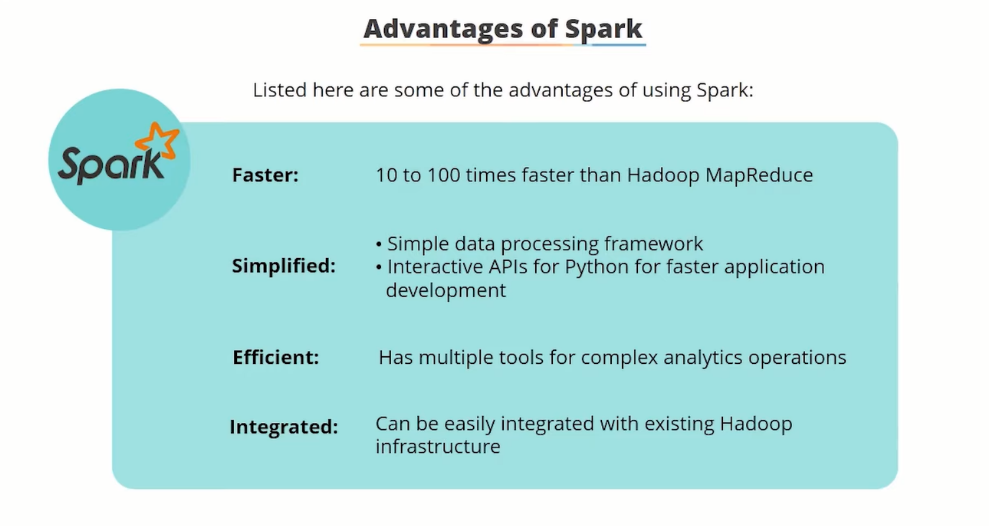 Advantages of Spark
Listed here are some of the advantages of using Spark:
Spark
Faster: 10 to 100 times faster than Hadoop MapReduce
Simplified:
• Simple data processing framework
• Interactive APIs for Python for faster application
development
Efficient: Has multiple tools for complex analytics operations
Integrated:
Can be easily integrated with existing Hadoop
infrastructure